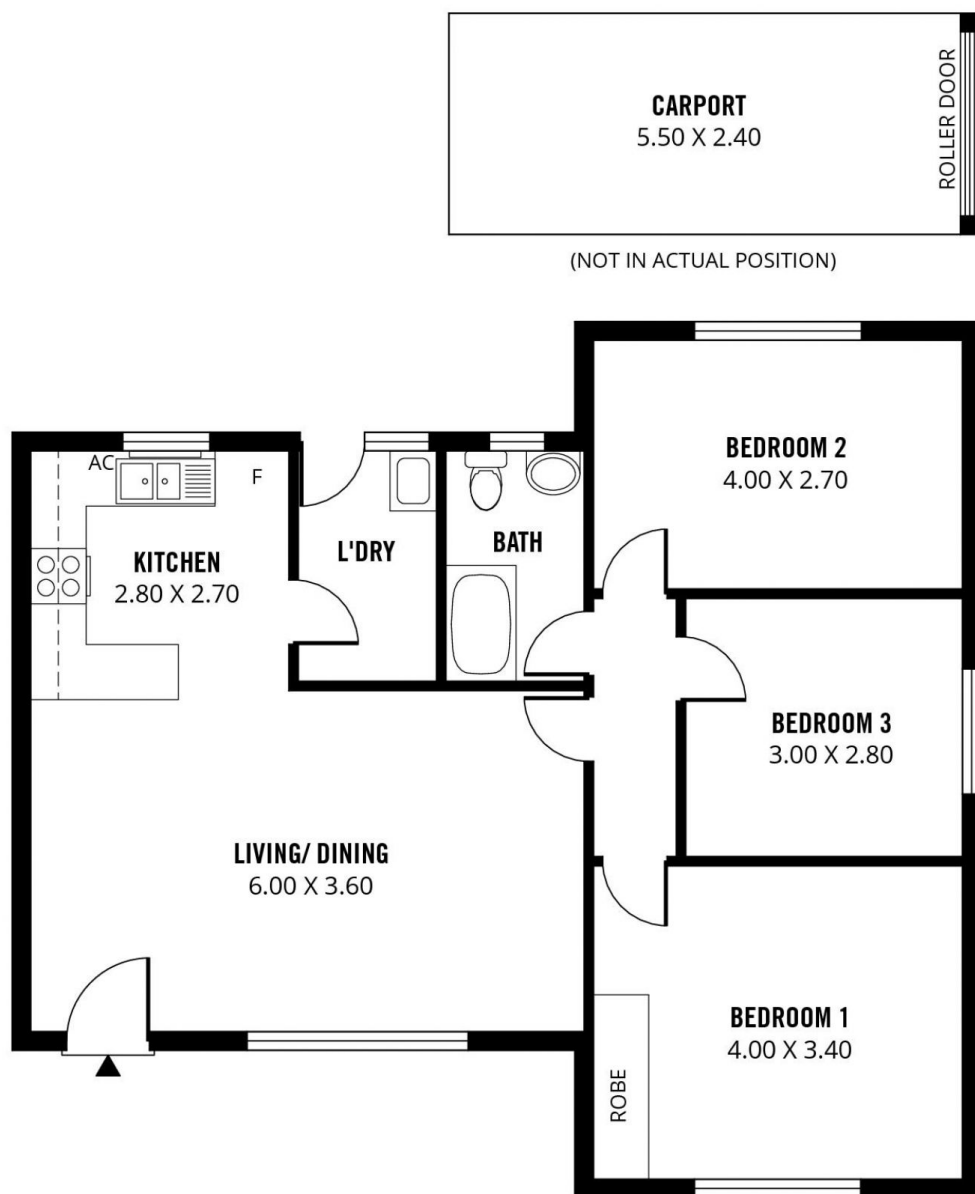 CARPORT
5.50 X 2.40
ROLLER DOOR
(NOT IN ACTUAL POSITION)
BEDROOM 2
4.00 X 2.70
AC
F
KITCHEN
2.80 X 2.70
L'DRY
BATH
BEDROOM 3
3.00 X 2.80
LIVING/ DINING
6.00 X 3.60
BEDROOM 1
4.00 X 3.40
ROBE